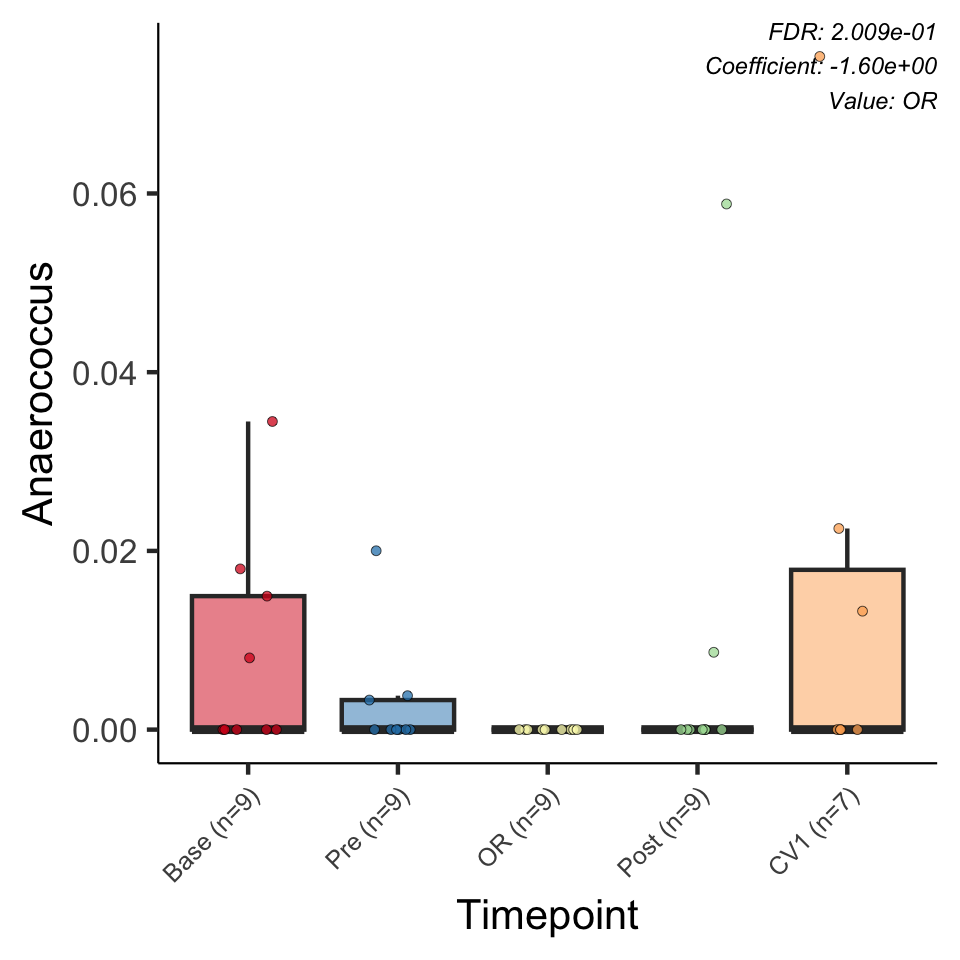 FDR: 2.009e-01
Coefficient: -1.60e+00
Value: OR
0.06
0.04
0.02
0.00
Anaerococcus
Base (n=9)
Pre (n=9)
OR (n=9)
Post (n=9)
CV1 (n=7)
Timepoint